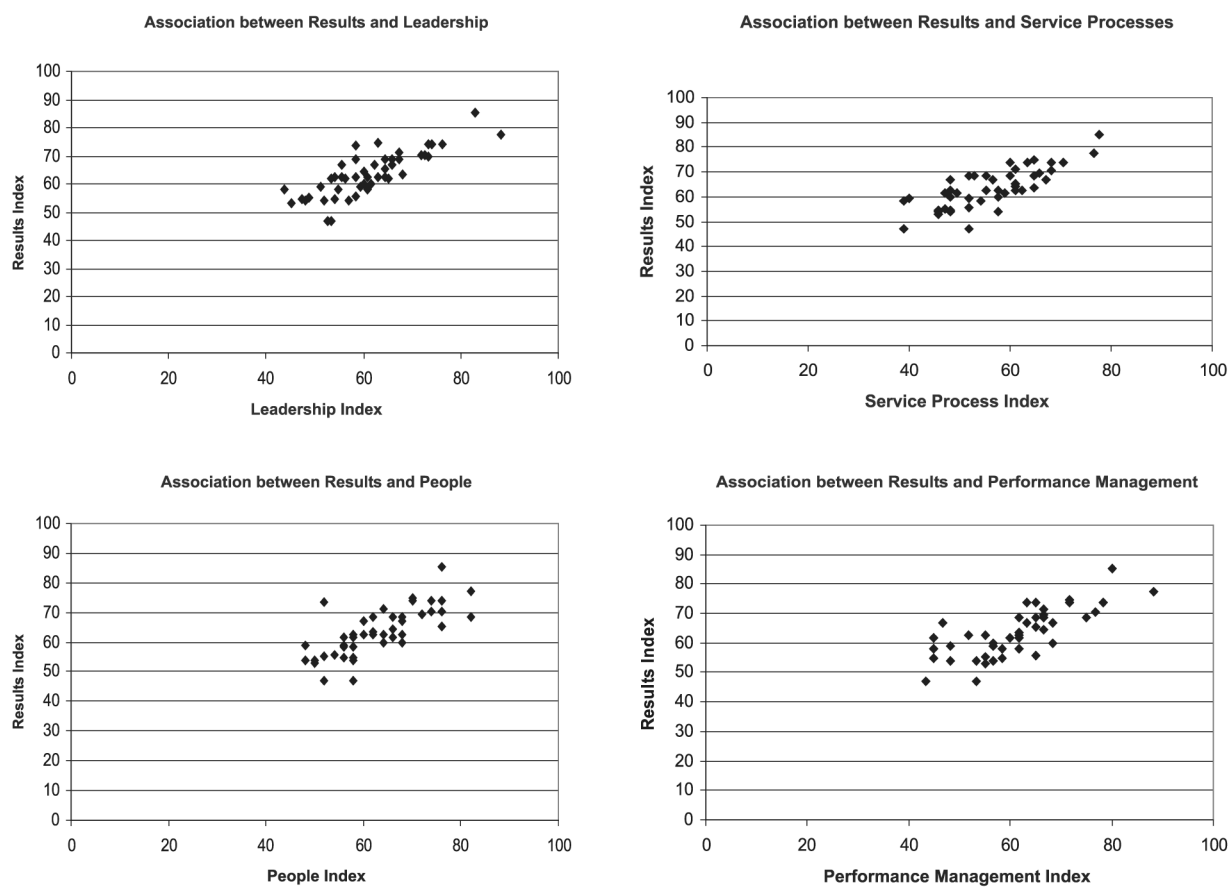 Association between Results and Leadership
Results Index
100
90
80
70
60
50
40
30
20
10
0
0 20 40 60 80 100
Leadership Index
Association between Results and Service Processes
Results Index
100
90
80
70
60
50
40
30
20
10
0
0 20 40 60 80 100
Service Process Index
Association between Results and People
Results Index
100
90
80
70
60
50
40
30
20
10
0
0 20 40 60 80 100
People Index
Association between Results and Performance Management
Results Index
100
90
80
70
60
50
40
30
20
10
0
0 20 40 60 80 100
Performance Management Index